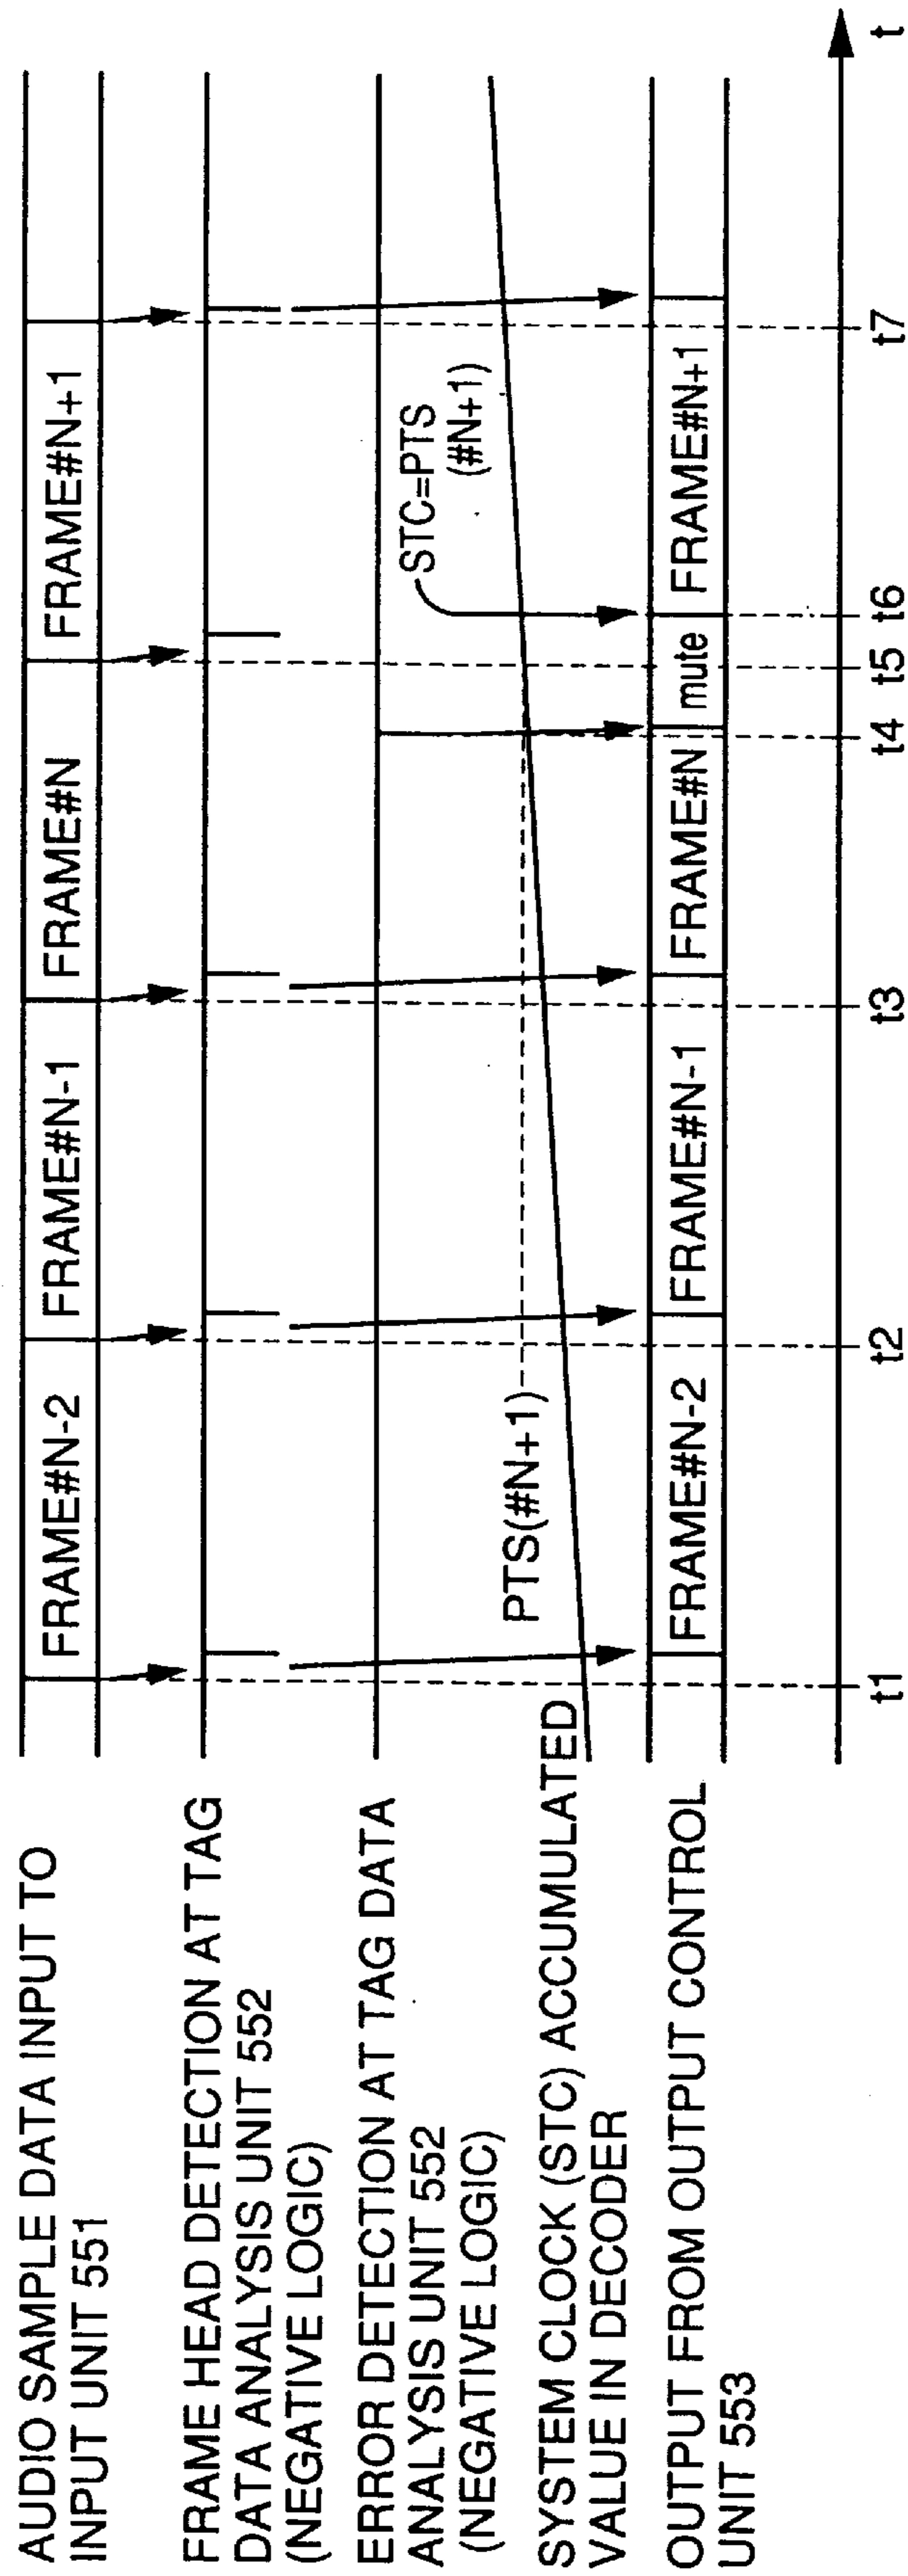 AUDIO SAMPLE DATA INPUT TO
INPUT UNIT 551
FRAME#N-2
FRAME#N-1
FRAME#N
FRAME#N+1
FRAME HEAD DETECTION AT TAG
DATA ANALYSIS UNIT 552
(NEGATIVE LOGIC)
ERROR DETECTION AT TAG DATA
ANALYSIS UNIT 552
(NEGATIVE LOGIC)
STC=PTS
(#N+1)
PTS(#N+1)
SYSTEM CLOCK (STC) ACCUMULATED
VALUE IN DECODER
OUTPUT FROM OUTPUT CONTROL
UNIT 553
FRAME#N-2
FRAME#N-1
FRAME#N
mute
FRAME#N+1
t1
t2
t3
t4
t5
t6
t7
t